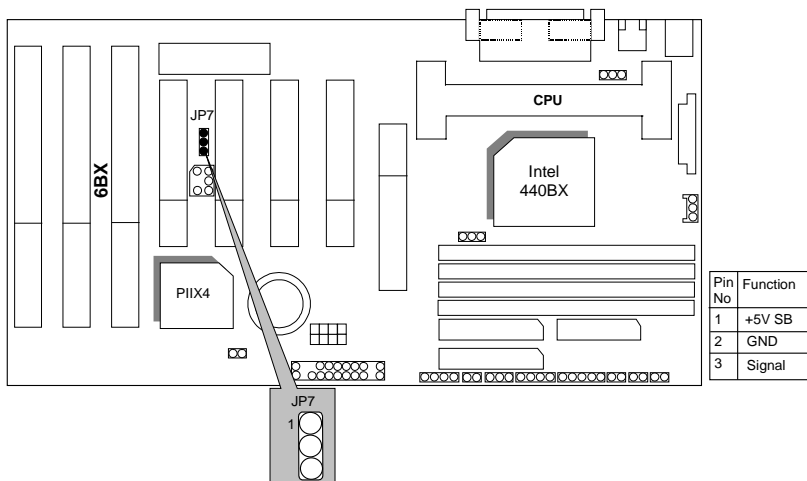 CPU
JP7
6BX
Intel
440BX
PIIX4
Pin No Function
1 +5V SB
2 GND
3 Signal
JP7
1